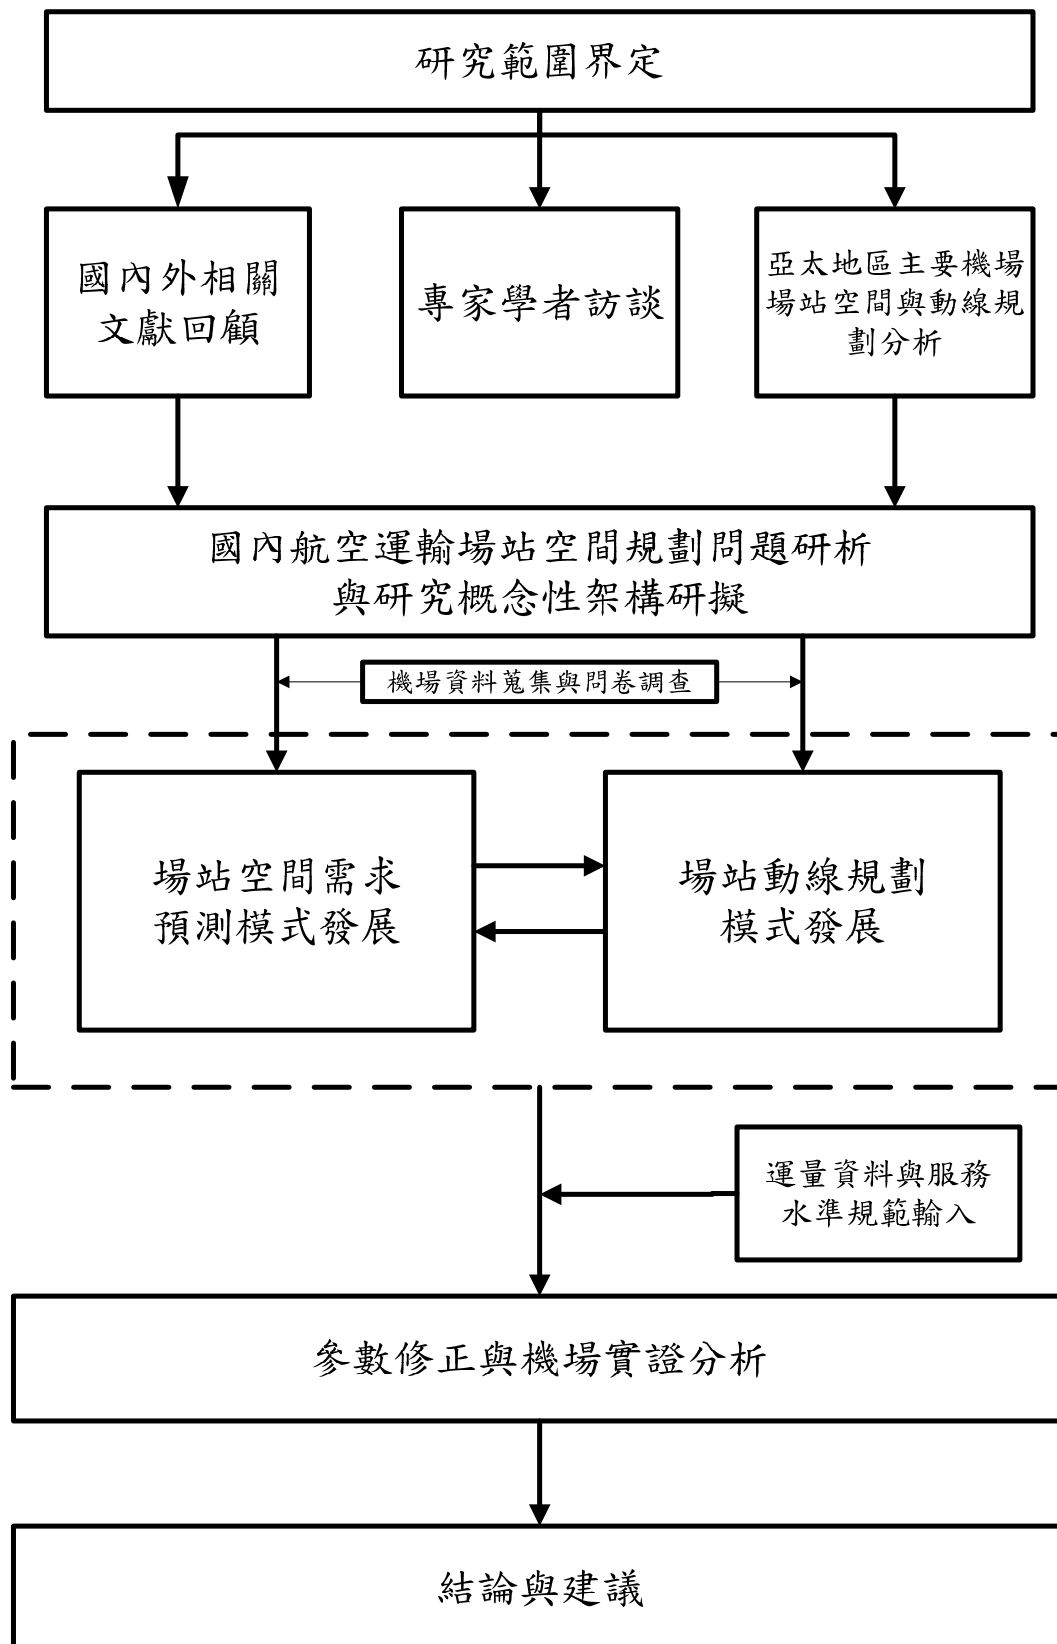 研究範圍界定
國內外相關
文獻回顧
專家學者訪談
亞太地區主要機場
場站空間與動線規
劃分析
國內航空運輸場站空間規劃問題研析
與研究概念性架構研擬
機場資料蒐集與問卷調查
場站空間需求
預測模式發展
場站動線規劃
模式發展
運量資料與服務
水準規範輸入
參數修正與機場實證分析
結論與建議